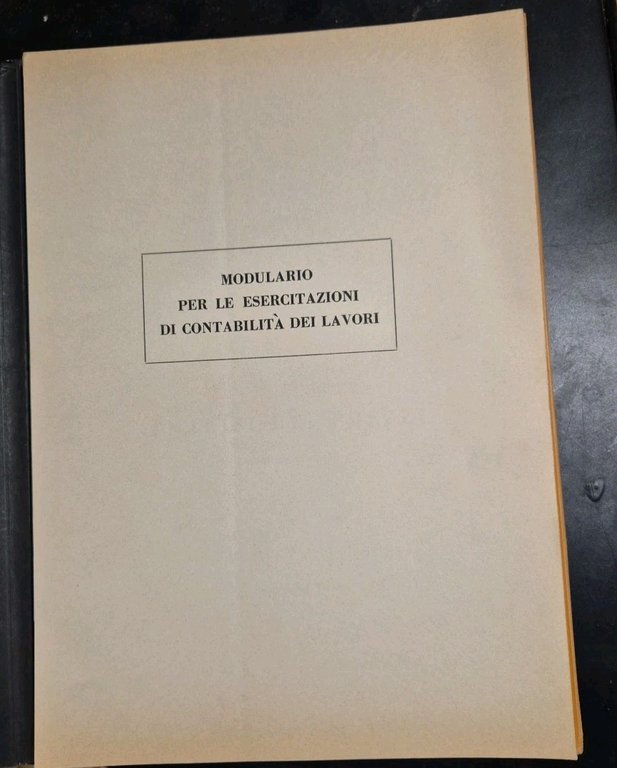 MODULARIO
PER LE ESERCITAZIONI
DI CONTABILITÀ DEI LAVORI